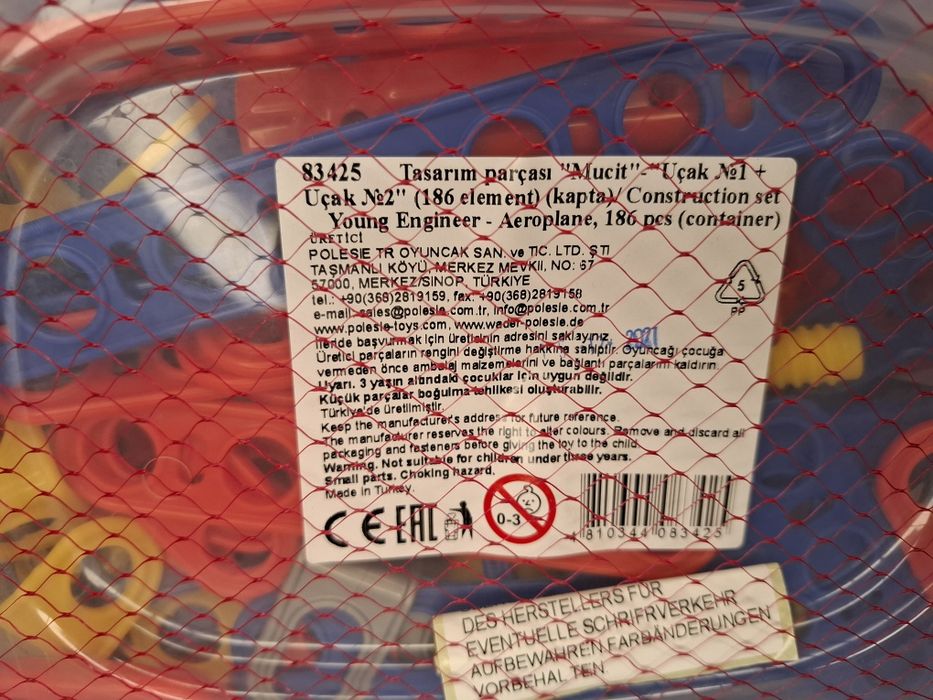 83425 Tasarım parçası "Mucit"-"Uçak №1 +
Uçak №2" (186 element) (kapta)/ Construction set
Young Engineer - Aeroplane, 186 pcs (container)
ÜRETİCİ
POLESIE TR OYUNCAK SAN. ve TİC. LTD. ŞTİ
TAŞMANLI KÖYÜ, MERKEZ MEVKİİ, NO: 67
57000, MERKEZ/SİNOP. TÜRKİYE
tel.: +90(368)2819159, fax: +90(368)2819158
e-mail: sales@polesie.com.tr, info@polesie.com.tr
www.polesie-toys.com, www.wader-polesie.de
İleride başvurmak için üreticinin adresini saklayınız.
2021
Üretici parçaların rengini değiştirme hakkına sahiptir. Oyuncağı çocuğa
vermeden önce ambalaj malzemelerini ve bağlantı parçalarını kaldırın.
Uyarı. 3 yaşın altındaki çocuklar için uygun değildir.
Küçük parçalar boğulma tehlikesi oluşturabilir.
Türkiye'de üretilmiştir.
Keep the manufacturer's address for future reference.
The manufacturer reserves the right to alter colours. Remove and discard all
packaging and fasteners before giving the toy to the child.
Warning. Not suitable for children under three years.
Small parts. Choking hazard.
Made in Turkey.
5
PP
CE EAC
0-3
4 810344 083425
DES HERSTELLERS FÜR
EVENTUELLE SCHRIFRVERKEHR
AUFBEWAHREN.FARBÄNDERUNGEN
VORBEHALTEN